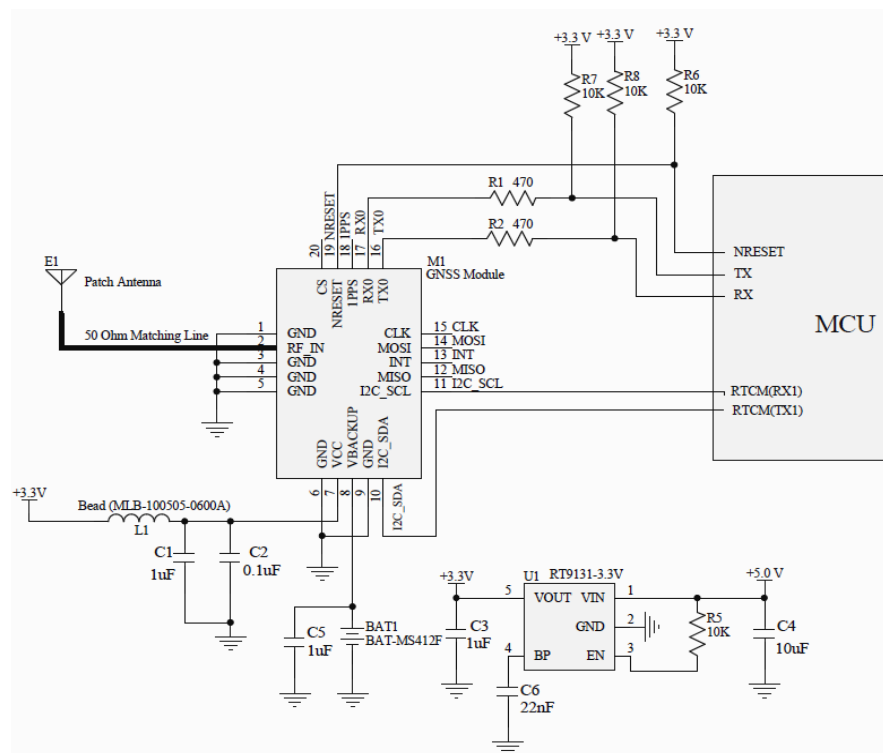 +3.3 V
+3.3 V
+3.3 V
R7
10K
R8
10K
R6
10K
R1 470
R2 470
20
19 NRESET
18 1PPS
17 RX0
16 TX0
M1
GNSS Module
CS
NRESET
1PPS
RX0
TX0
E1
Patch Antenna
50 Ohm Matching Line
1 GND
2 RF_IN
3 GND
4 GND
5 GND
CLK 15 CLK
MOSI 14 MOSI
INT 13 INT
MISO 12 MISO
I2C_SCL 11 I2C_SCL
GND
VCC
VBACKUP
GND
I2C_SDA
6
7
8
9
10
I2C_SDA
NRESET
TX
RX
MCU
RTCM(RX1)
RTCM(TX1)
+3.3V
Bead (MLB-100505-0600A)
L1
C1
1uF
C2
0.1uF
C5
1uF
BAT1
BAT-MS412F
+3.3V
U1 RT9131-3.3V
+5.0 V
5 VOUT VIN 1
GND 2
4 BP EN 3
C3
1uF
R5
10K
C4
10uF
C6
22nF